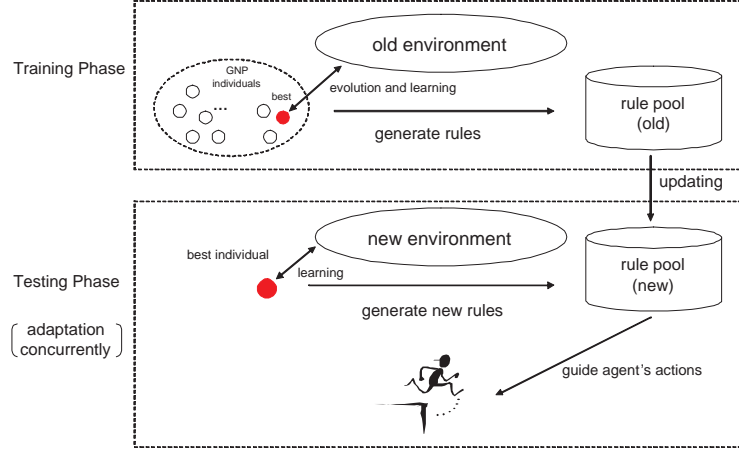 Training Phase
old environment
GNP
individuals
...
best
evolution and learning
generate rules
rule pool
(old)
updating
Testing Phase
adaptation
concurrently
new environment
best individual
learning
generate new rules
rule pool
(new)
guide agent's actions